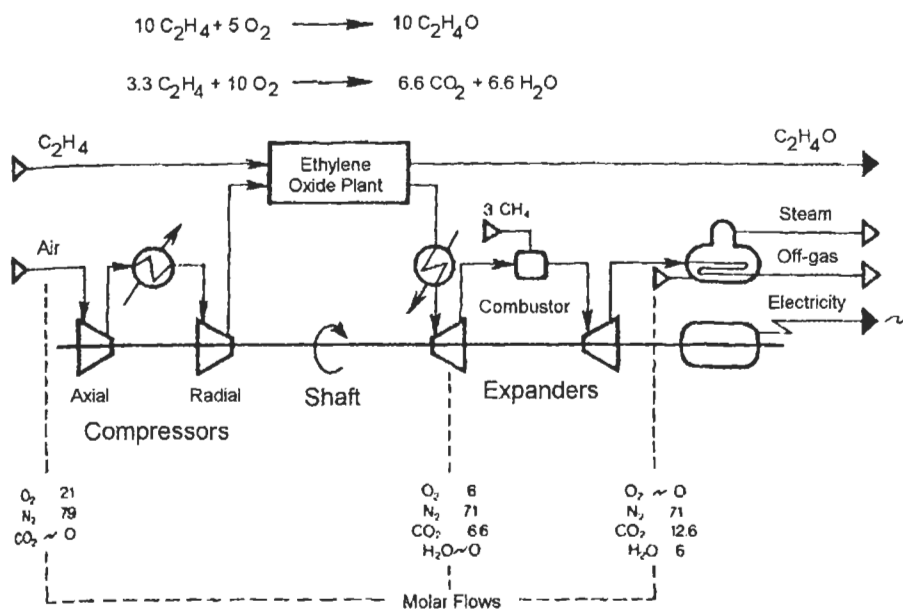 10 C₂H₄ + 5 O₂ → 10 C₂H₄O
3.3 C₂H₄ + 10 O₂ → 6.6 CO₂ + 6.6 H₂O
C₂H₄
Ethylene
Oxide Plant
C₂H₄O
3 CH₄
Steam
Air
Off-gas
Combustor
Electricity
Axial
Radial
Shaft
Expanders
Compressors
O₂ 21
N₂ 79
CO₂ ~ O
O₂ 6
N₂ 71
CO₂ 6.6
H₂O ~ O
O₂ ~ O
N₂ 71
CO₂ 12.6
H₂O 6
Molar Flows